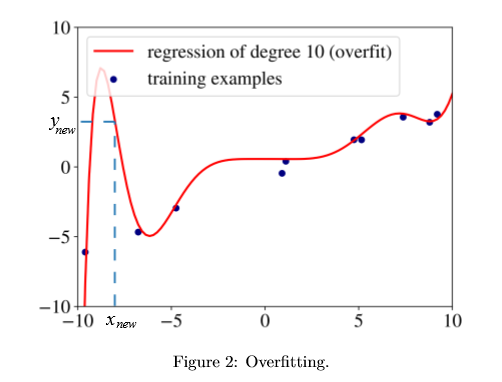 10
regression of degree 10 (overfit)
training examples
5
y_new
0
−5
−10
−10 x_new −5 0 5 10
Figure 2: Overfitting.